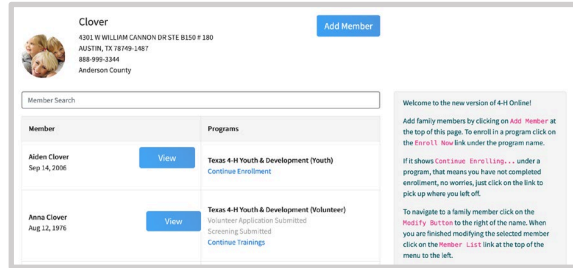 Clover
4301 W WILLIAM CANNON DR STE B150 # 180
AUSTIN, TX 78749-1487
888-999-3344
Anderson County
Add Member
Member Search
Member
Programs
Aiden Clover
Sep 14, 2006
View
Texas 4-H Youth & Development (Youth)
Continue Enrollment
Anna Clover
Aug 12, 1976
View
Texas 4-H Youth & Development (Volunteer)
Volunteer Application Submitted
Screening Submitted
Continue Trainings
Welcome to the new version of 4-H Online!
Add family members by clicking on Add Member at
the top of this page. To enroll in a program click on
the Enroll Now link under the program name.
If it shows Continue Enrolling... under a
program, that means you have not completed
enrollment, no worries, just click on the link to
pick up where you left off.
To navigate to a family member click on the
Modify Button to the right of the name. When
you are finished modifying the selected member
click on the Member List link at the top of the
menu to the left.